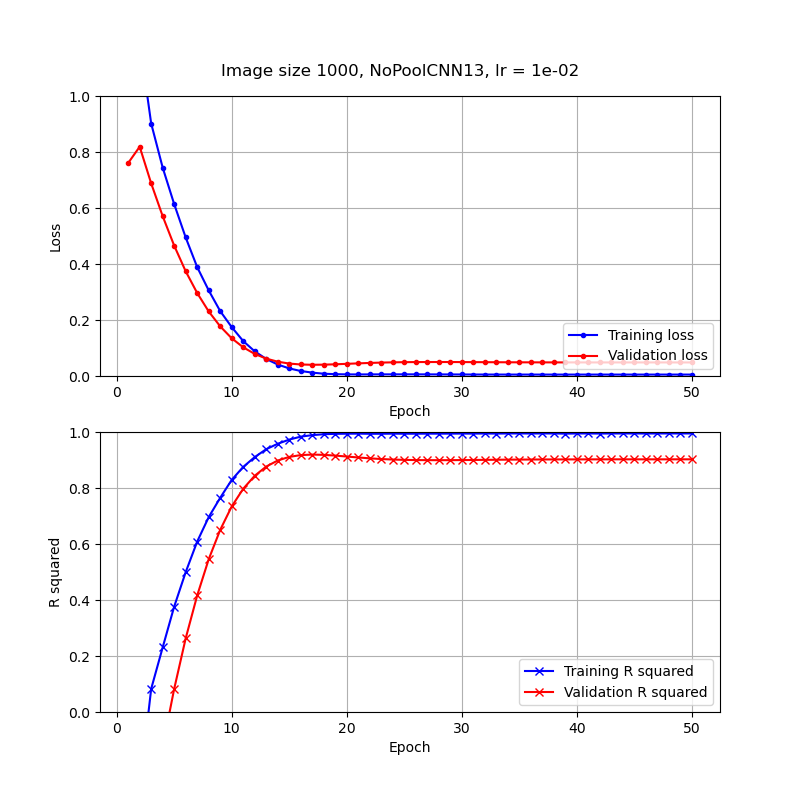 Image size 1000, NoPoolCNN13, lr = 1e-02
1.0
0.8
0.6
0.4
0.2
0.0
Loss
Training loss
Validation loss
0 10 20 30 40 50
Epoch
1.0
0.8
0.6
0.4
0.2
0.0
R squared
Training R squared
Validation R squared
0 10 20 30 40 50
Epoch